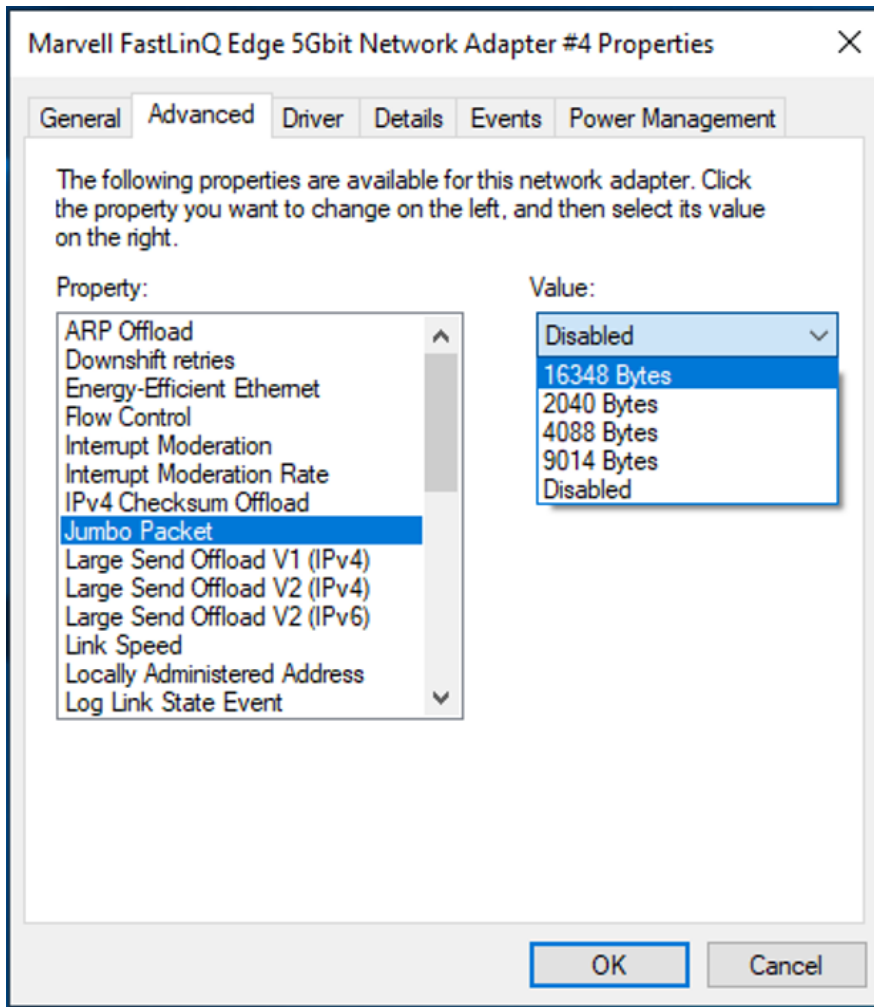 Marvell FastLinQ Edge 5Gbit Network Adapter #4 Properties
General Advanced Driver Details Events Power Management
The following properties are available for this network adapter. Click
the property you want to change on the left, and then select its value
on the right.
Property:
ARP Offload
Downshift retries
Energy-Efficient Ethernet
Flow Control
Interrupt Moderation
Interrupt Moderation Rate
IPv4 Checksum Offload
Jumbo Packet
Large Send Offload V1 (IPv4)
Large Send Offload V2 (IPv4)
Large Send Offload V2 (IPv6)
Link Speed
Locally Administered Address
Log Link State Event
Value:
Disabled
16348 Bytes
2040 Bytes
4088 Bytes
9014 Bytes
Disabled
OK Cancel